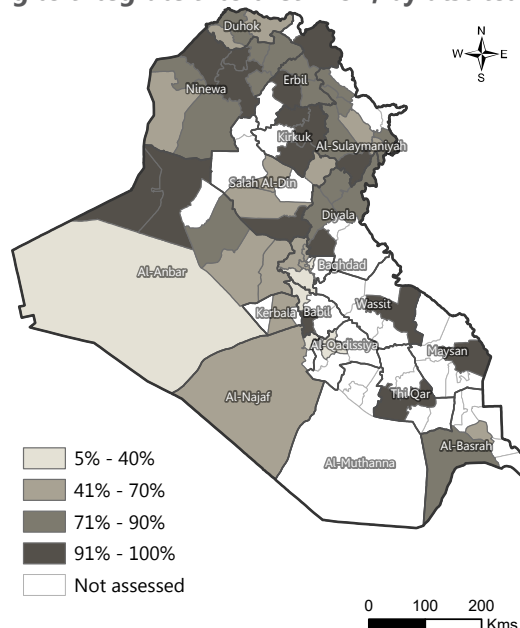 N
W E
S
Duhok
Ninewa
Erbil
Kirkuk
Al-Sulaymaniyah
Salah Al-Din
Diyala
Al-Anbar
Baghdad
Wassit
Kerbala
Babil
Al-Qadissiya
Maysan
Al-Najaf
Thi Qar
Al-Basrah
Al-Muthanna
5% - 40%
41% - 70%
71% - 90%
91% - 100%
Not assessed
0 100 200
Kms